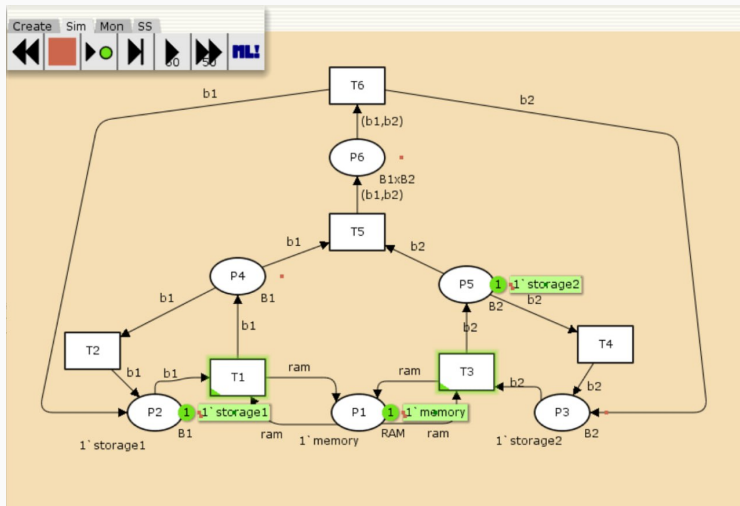 Create Sim Mon SS
50 50 ML!
T6
b1 b2
(b1,b2)
P6
B1xB2
(b1,b2)
T5
b1 b2
P4
B1
P5 1 1`storage2
B2 b2
b1
b1
b2
T2
T4
T1
T3
b1 b1
ram ram
b2 b2
P2 1 1`storage1
B1
1`storage1
P1 1 1`memory
RAM
ram ram
1`memory
P3
B2
1`storage2